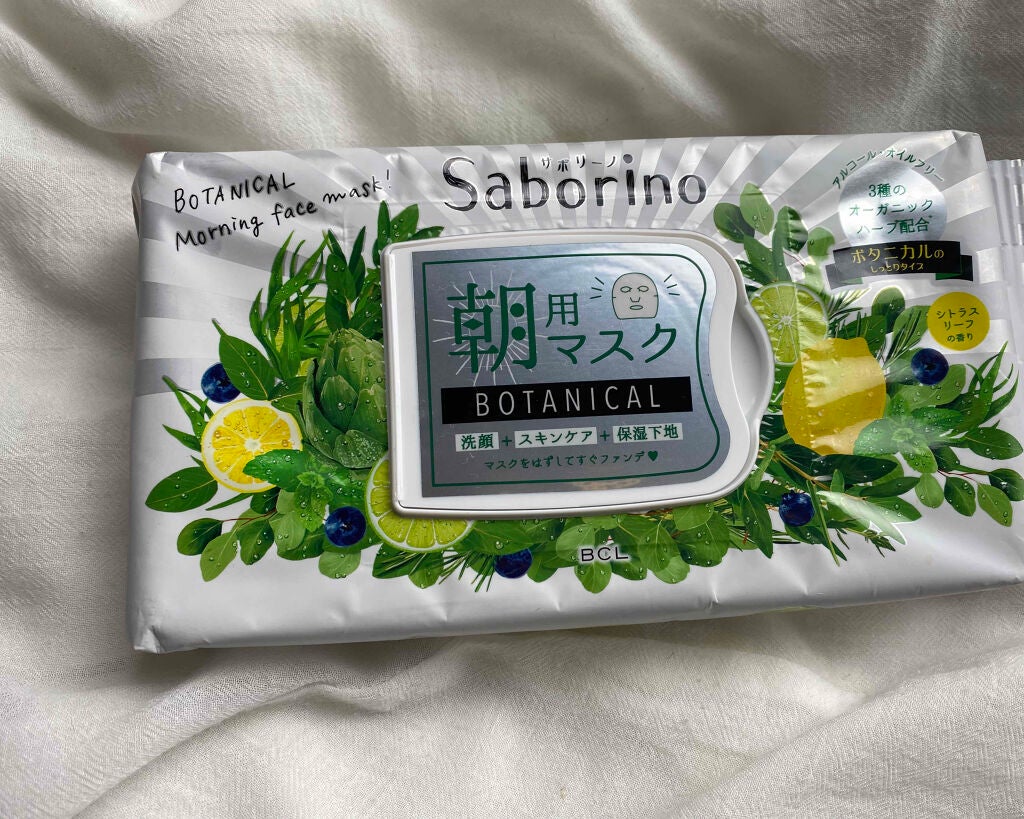 BOTANICAL
Morning face mask!
サボリーノ
Saborino
アルコール・オイルフリー
3種の
オーガニック
ハーブ配合*
ボタニカルの
しっとりタイプ
シトラス
リーフ
の香り
朝用
マスク
BOTANICAL
洗顔+スキンケア+保湿下地
マスクをはずしてすぐファンデ♥
BCL